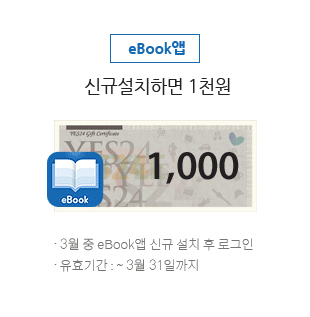 eBook앱
신규설치하면 1천원
YES24 Gift Certificate
YES24
1,000
eBook
· 3월 중 eBook앱 신규 설치 후 로그인
· 유효기간 : ~ 3월 31일까지